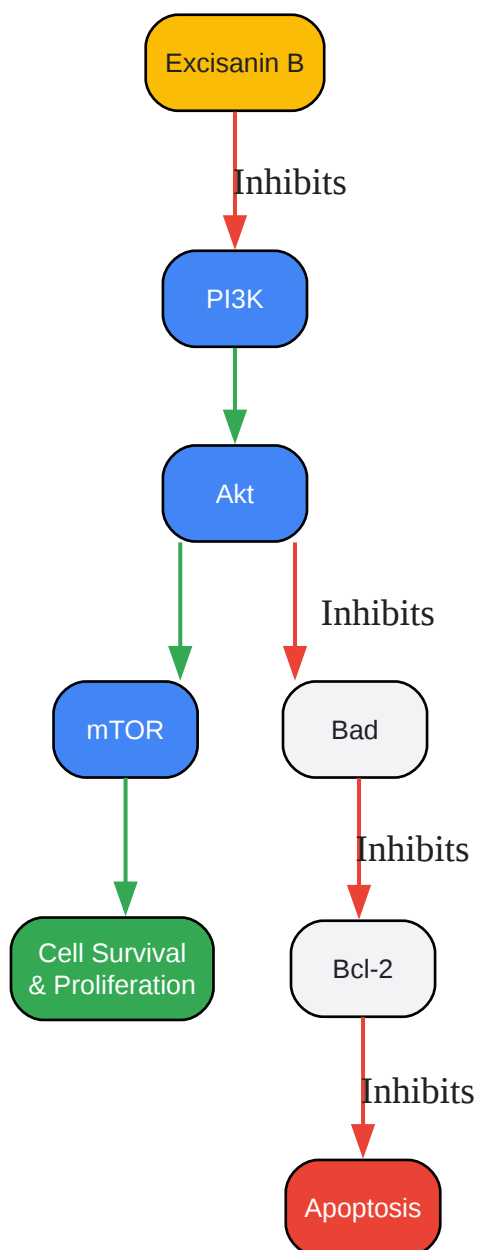 Excisanin B
Inhibits
PI3K
Akt
Inhibits
mTOR
Bad
Inhibits
Cell Survival
& Proliferation
Bcl-2
Inhibits
Apoptosis